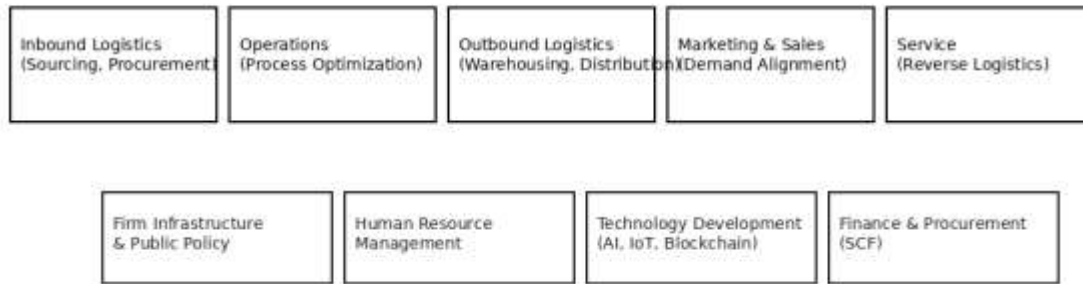 Inbound Logistics
(Sourcing, Procurement)
Operations
(Process Optimization)
Outbound Logistics
(Warehousing, Distribution)
Marketing & Sales
(Demand Alignment)
Service
(Reverse Logistics)
Firm Infrastructure
& Public Policy
Human Resource
Management
Technology Development
(AI, IoT, Blockchain)
Finance & Procurement
(SCF)